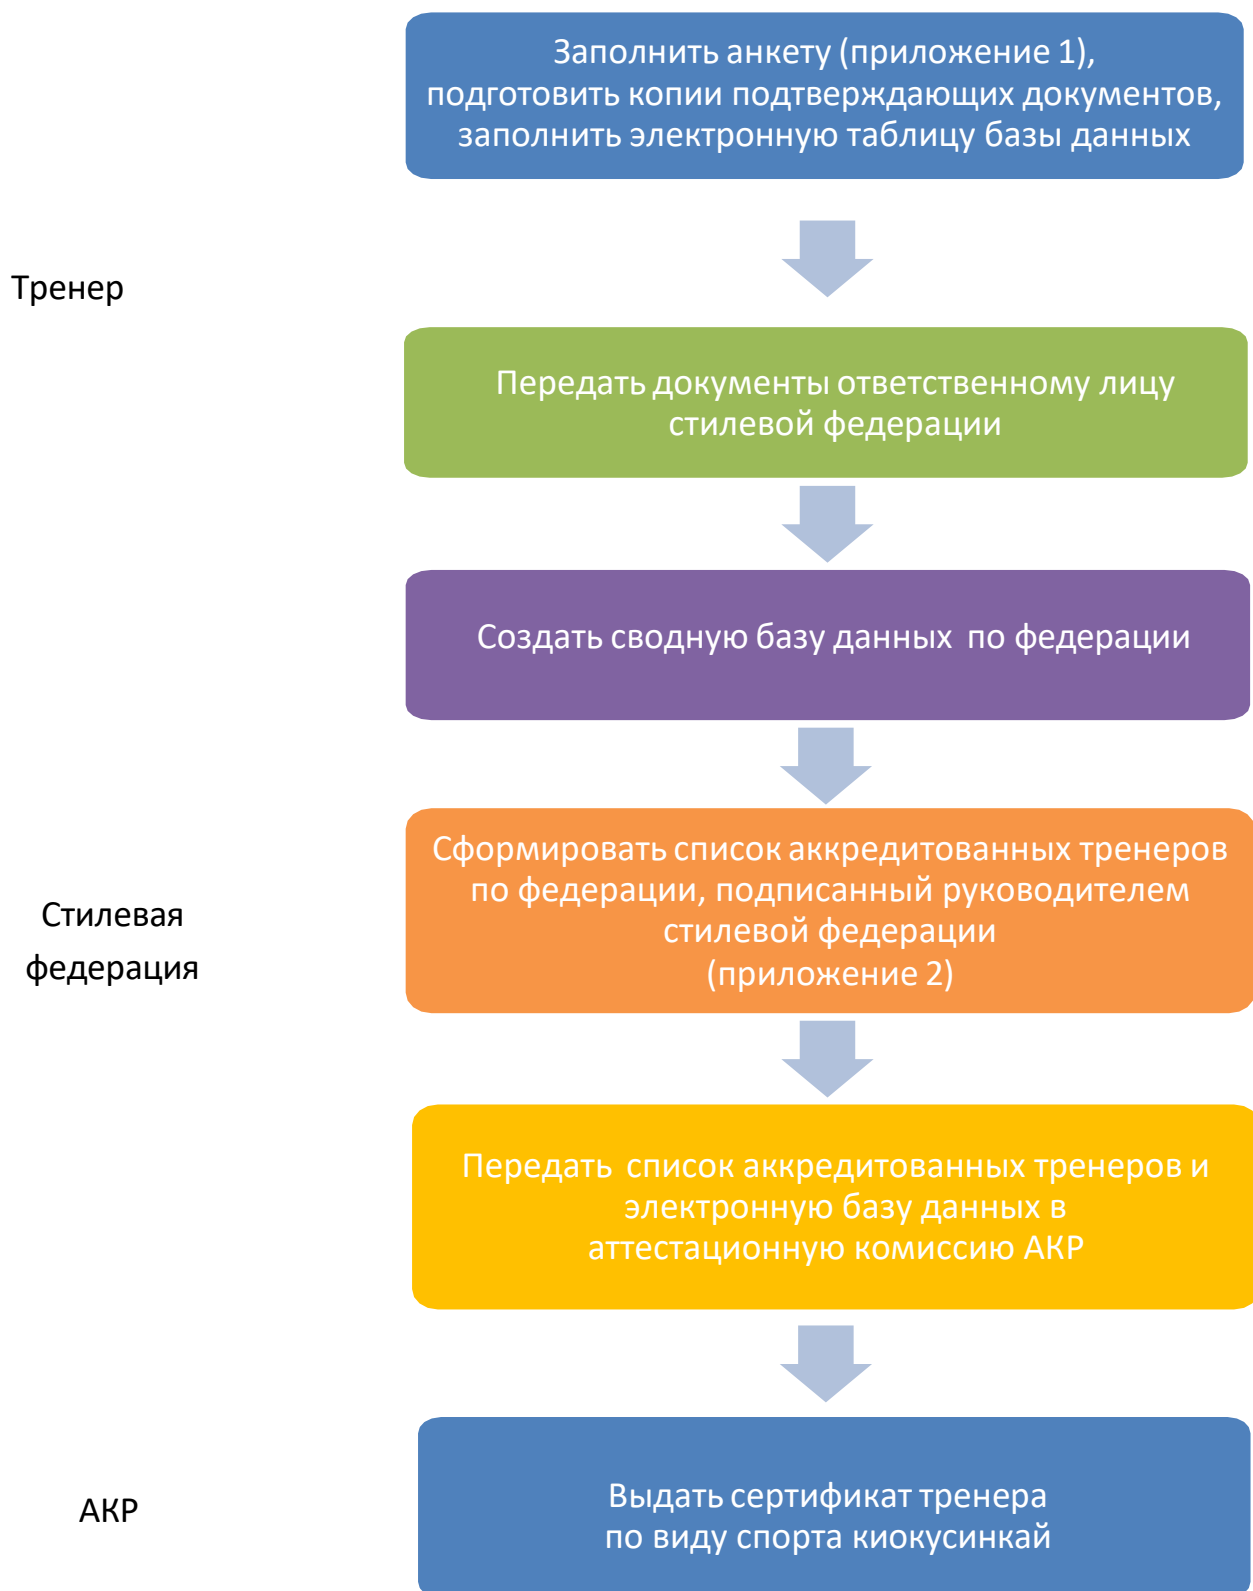 Заполнить анкету (приложение 1),
подготовить копии подтверждающих документов,
заполнить электронную таблицу базы данных
Тренер
Передать документы ответственному лицу
стилевой федерации
Создать сводную базу данных по федерации
Сформировать список аккредитованных тренеров
по федерации, подписанный руководителем
стилевой федерации
(приложение 2)
Стилевая
федерация
Передать список аккредитованных тренеров и
электронную базу данных в
аттестационную комиссию АКР
АКР
Выдать сертификат тренера
по виду спорта киокусинкай